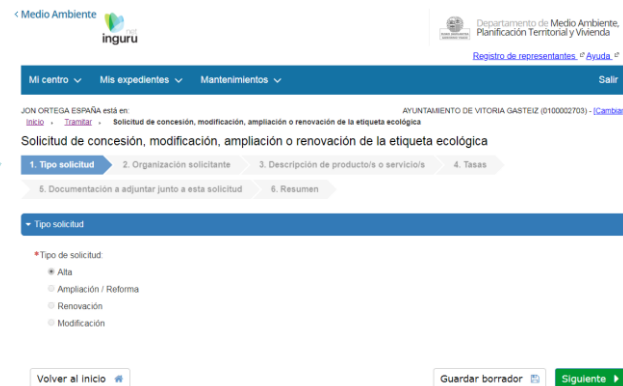 < Medio Ambiente
.net
inguru
Departamento de Medio Ambiente,
Planificación Territorial y Vivienda
Registro de representantes Ayuda
Mi centro Mis expedientes Mantenimientos Salir
JON ORTEGA ESPAÑA está en: AYUNTAMIENTO DE VITORIA GASTEIZ (0100002703) - [Cambiar
Inicio Tramitar Solicitud de concesión, modificación, ampliación o renovación de la etiqueta ecológica
Solicitud de concesión, modificación, ampliación o renovación de la etiqueta ecológica
1. Tipo solicitud 2. Organización solicitante 3. Descripción de producto/s o servicio/s 4. Tasas
5. Documentación a adjuntar junto a esta solicitud 6. Resumen
Tipo solicitud
*Tipo de solicitud:
Alta
Ampliación / Reforma
Renovación
Modificación
Volver al inicio Guardar borrador Siguiente